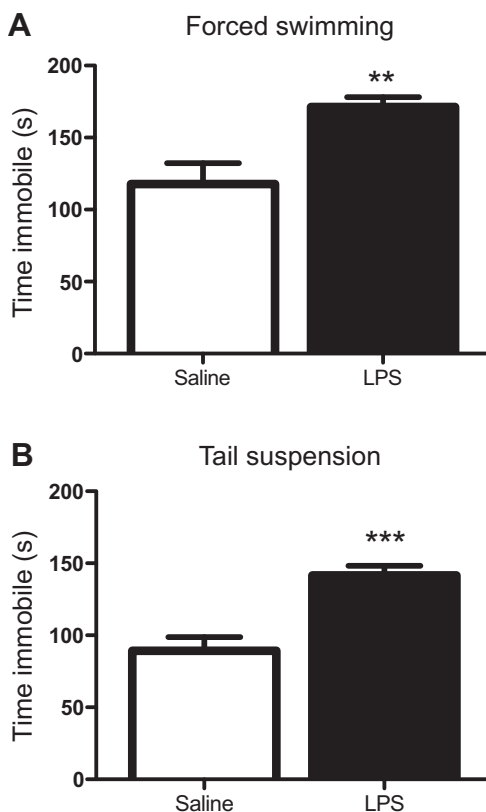 A
Forced swimming
Time immobile (s)
200
150
100
50
0
**
Saline LPS
B
Tail suspension
Time immobile (s)
200
150
100
50
0
***
Saline LPS